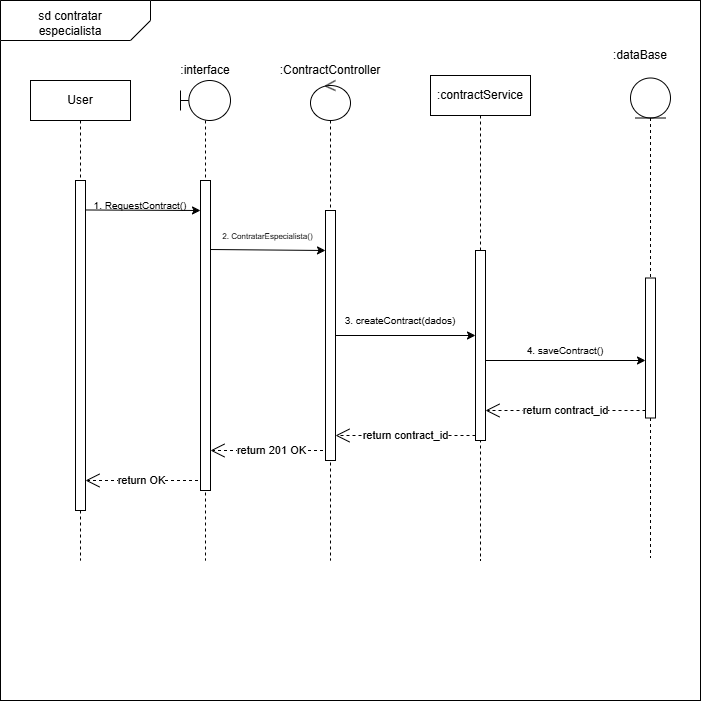 sd contratar
especialista
:dataBase
:interface
:ContractController
User
:contractService
1. RequestContract()
2. ContratarEspecialista()
3. createContract(dados)
4. saveContract()
return contract_id
return contract_id
return 201 OK
return OK